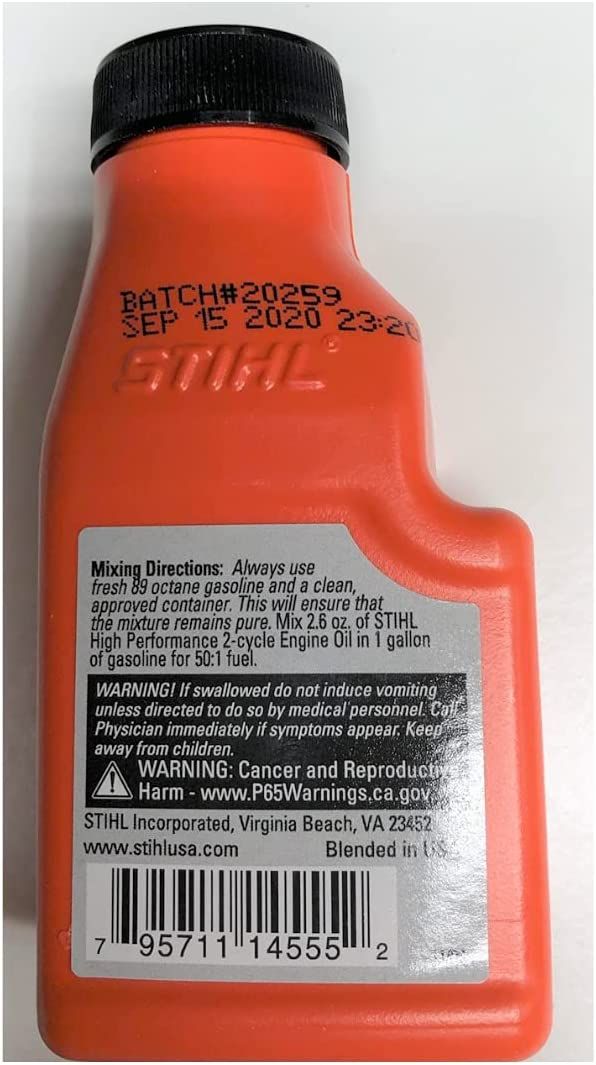 BATCH#20259
SEP 15 2020 23:20
STIHL®
Mixing Directions: Always use
fresh 89 octane gasoline and a clean,
approved container. This will ensure that
the mixture remains pure. Mix 2.6 oz. of STIHL
High Performance 2-cycle Engine Oil in 1 gallon
of gasoline for 50:1 fuel.
WARNING! If swallowed do not induce vomiting
unless directed to do so by medical personnel. Call
Physician immediately if symptoms appear. Keep
away from children.
WARNING: Cancer and Reproductive
Harm - www.P65Warnings.ca.gov
STIHL Incorporated, Virginia Beach, VA 23452
www.stihlusa.com Blended in USA
7 95711 14555 2